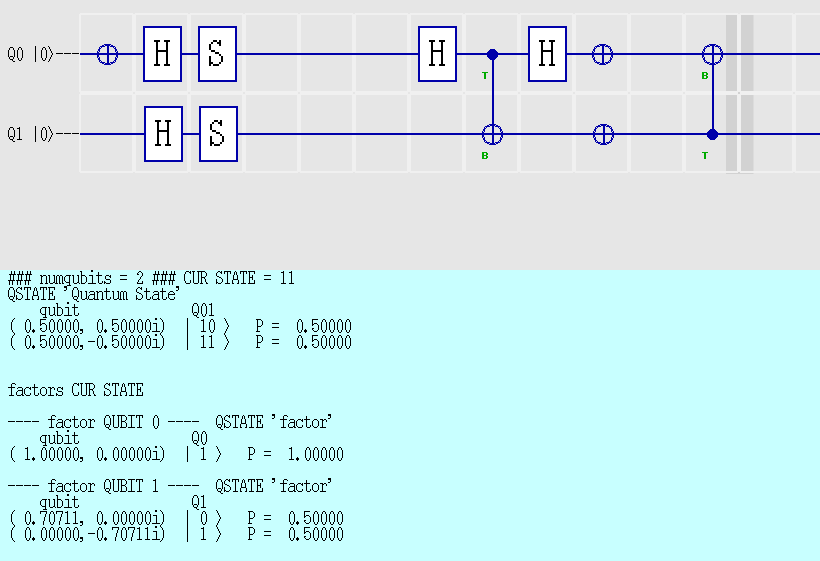 Q0 |0⟩--- H S H H
T B
Q1 |0⟩--- H S
B T
### numqubits = 2 ### CUR STATE = 11
QSTATE 'Quantum State'
qubit Q01
( 0.50000, 0.50000i) | 10 ⟩ P = 0.50000
( 0.50000,-0.50000i) | 11 ⟩ P = 0.50000
factors CUR STATE
---- factor QUBIT 0 ---- QSTATE 'factor'
qubit Q0
( 1.00000, 0.00000i) | 1 ⟩ P = 1.00000
---- factor QUBIT 1 ---- QSTATE 'factor'
qubit Q1
( 0.70711, 0.00000i) | 0 ⟩ P = 0.50000
( 0.00000,-0.70711i) | 1 ⟩ P = 0.50000